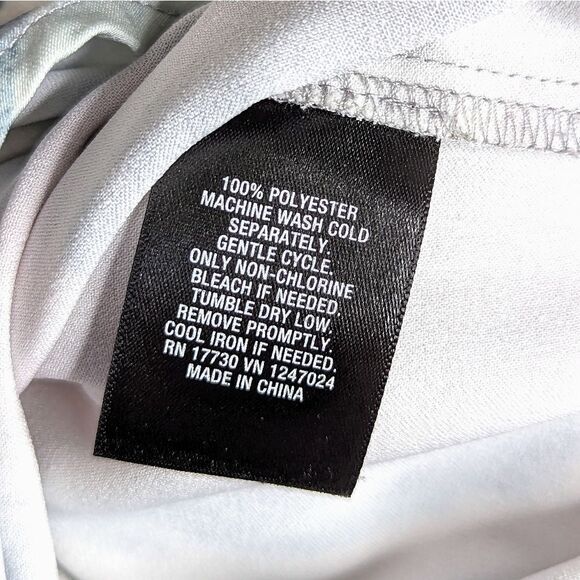 100% POLYESTER
MACHINE WASH COLD
SEPARATELY.
GENTLE CYCLE.
ONLY NON-CHLORINE
BLEACH IF NEEDED,
TUMBLE DRY LOW,
REMOVE PROMPTLY.
COOL IRON IF NEEDED.
RN 17730 VN 1247024
MADE IN CHINA